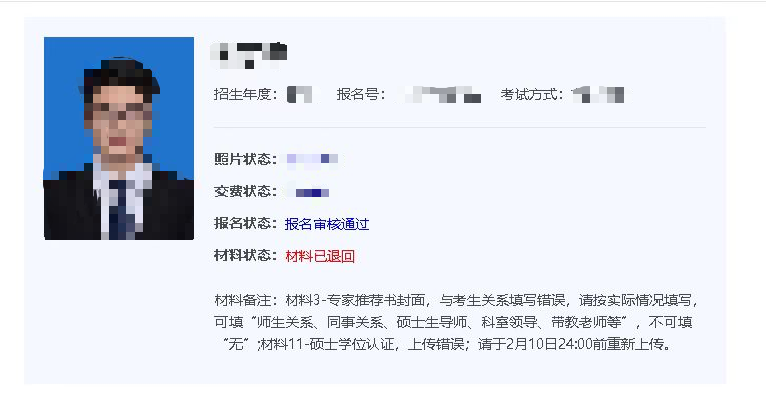 招生年度： 报名号： 考试方式：
照片状态：
交费状态：
报名状态：报名审核通过
材料状态：材料已退回
材料备注：材料3-专家推荐书封面，与考生关系填写错误，请按实际情况填写，
可填“师生关系、同事关系、硕士生导师、科室领导、带教老师等”，不可填
“无”;材料11-硕士学位认证，上传错误；请于2月10日24:00前重新上传。